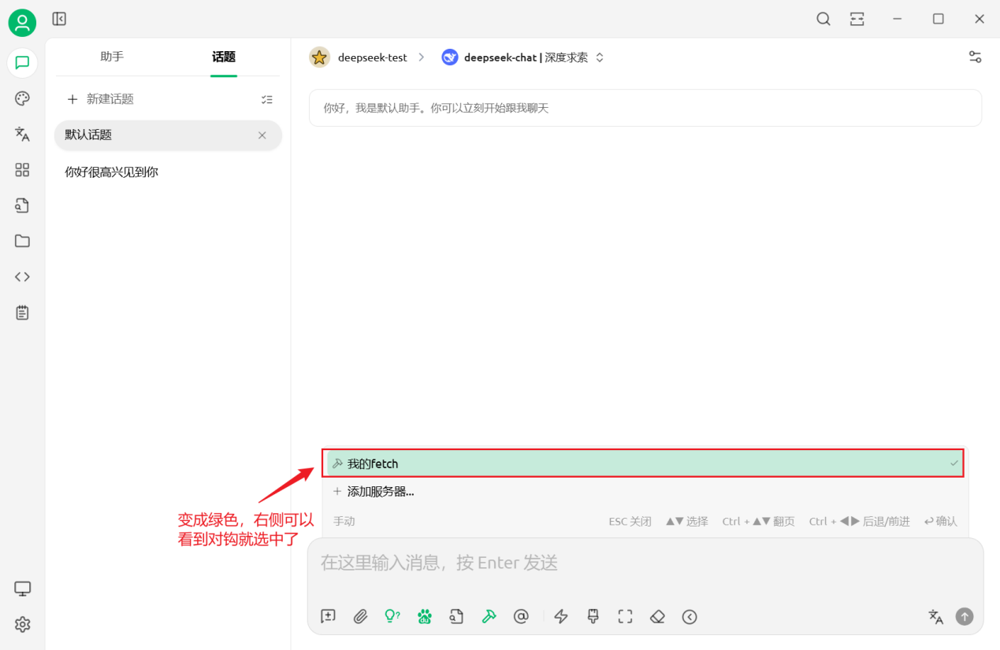 助手
话题
deepseek-test
deepseek-chat | 深度求索
新建话题
你好，我是默认助手。你可以立刻开始跟我聊天
默认话题
你好很高兴见到你
我的fetch
添加服务器...
变成绿色，右侧可以
看到对钩就选中了
手动
ESC 关闭 ▲▼ 选择 Ctrl + ▲▼ 翻页 Ctrl + ◀▶ 后退/前进 ↩ 确认
在这里输入消息，按 Enter 发送
du